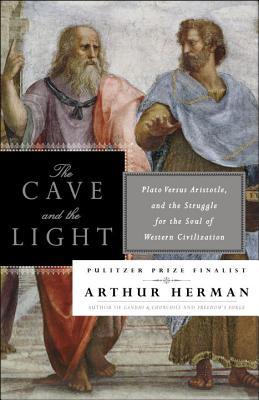 The
CAVE
and the
LIGHT
Plato Versus Aristotle,
and the Struggle
for the Soul of
Western Civilization
PULITZER PRIZE FINALIST
ARTHUR HERMAN
AUTHOR OF GANDHI & CHURCHILL AND FREEDOM'S FORGE